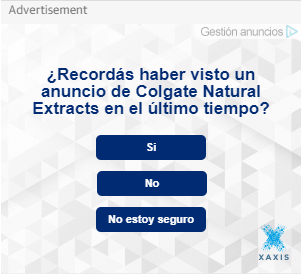 Advertisement
Gestión anuncios
¿Recordás haber visto un
anuncio de Colgate Natural
Extracts en el último tiempo?
Si
No
No estoy seguro
XAXIS